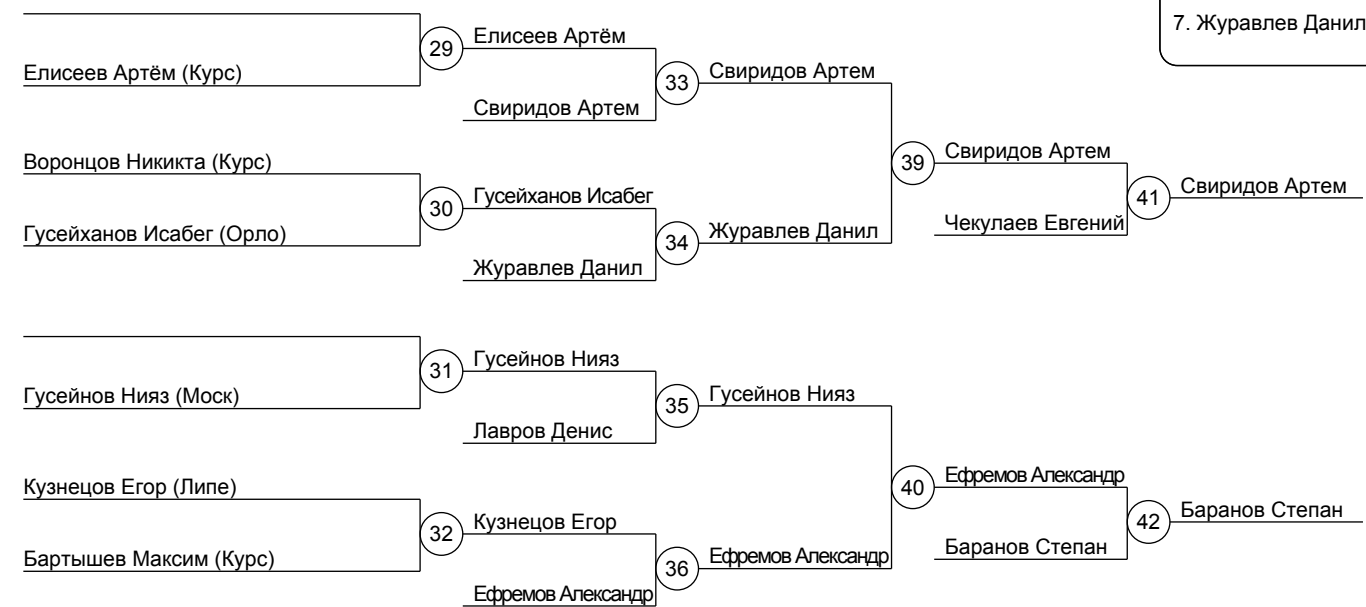 7. Журавлев Данил
29
Елисеев Артём
Елисеев Артём (Курс)
33
Свиридов Артем
Свиридов Артем
Воронцов Никикта (Курс)
39
Свиридов Артем
30
Гусейханов Исабег
Гусейханов Исабег (Орло)
34
Журавлев Данил
Журавлев Данил
41
Свиридов Артем
Чекулаев Евгений
31
Гусейнов Нияз
Гусейнов Нияз (Моск)
35
Гусейнов Нияз
Лавров Денис
Кузнецов Егор (Липе)
40
Ефремов Александр
32
Кузнецов Егор
Бартышев Максим (Курс)
36
Ефремов Александр
Ефремов Александр
42
Баранов Степан
Баранов Степан